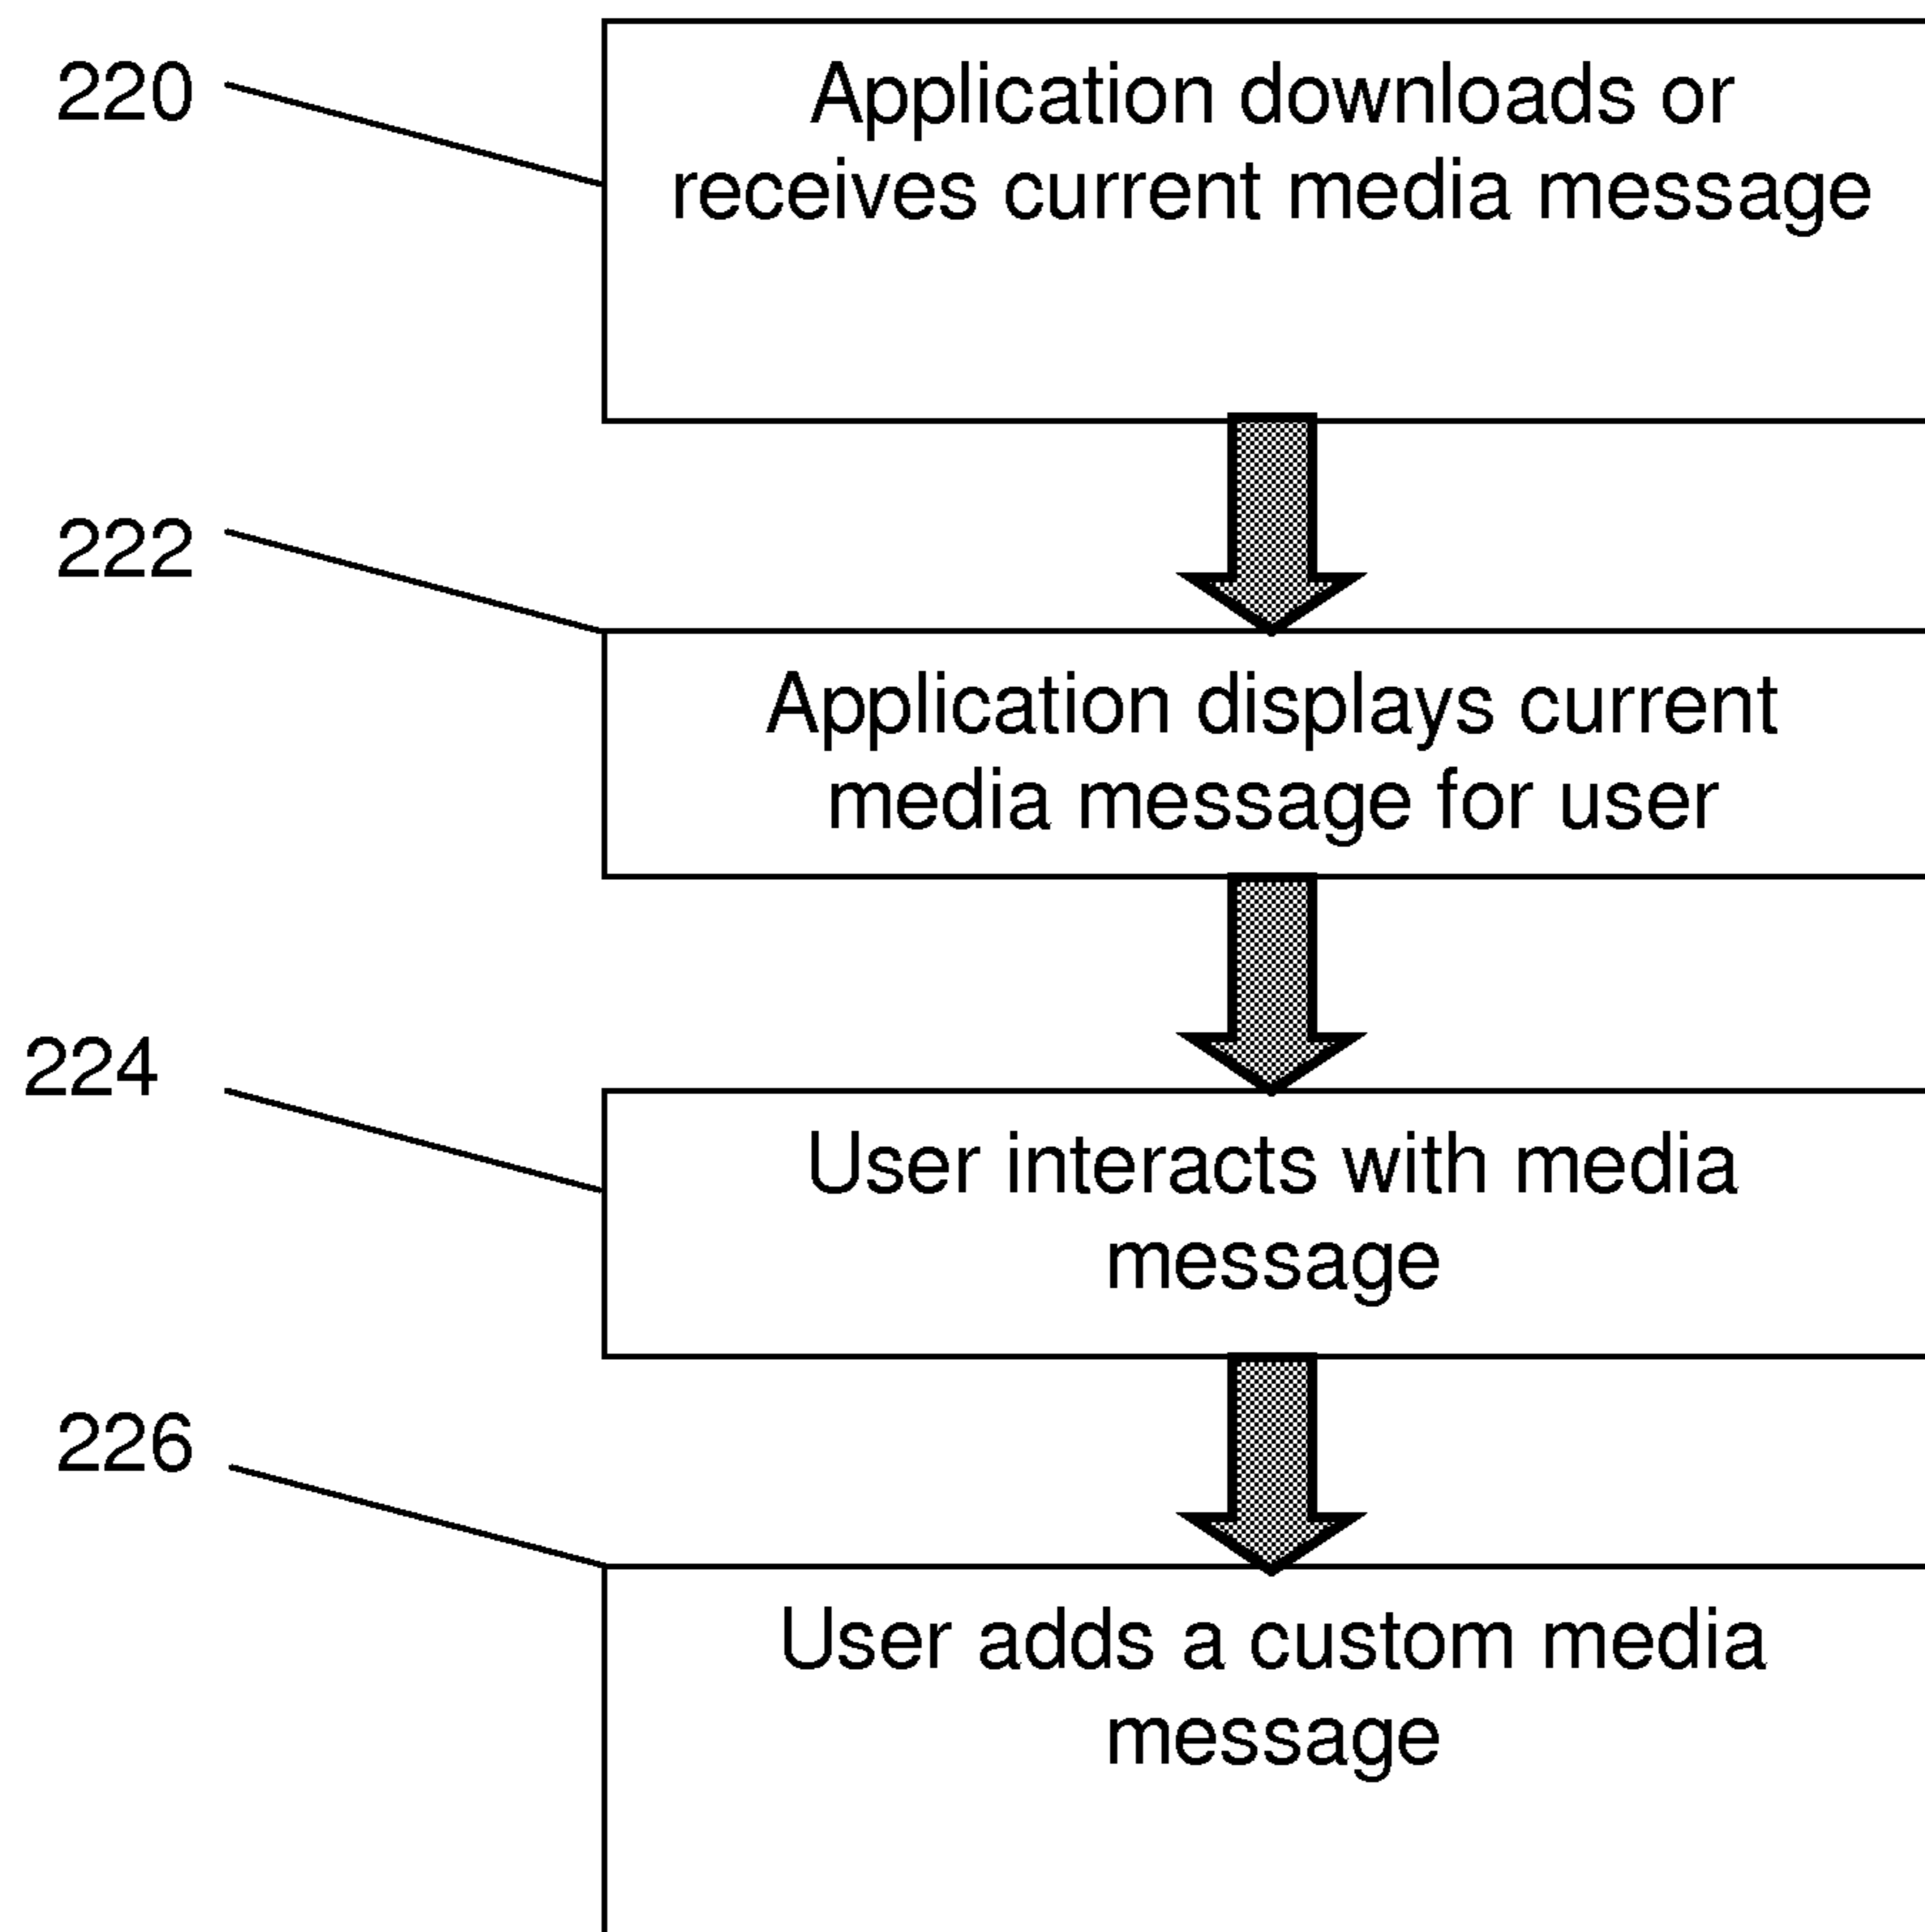 220
Application downloads or
receives current media message
222
Application displays current
media message for user
224
User interacts with media
message
226
User adds a custom media
message